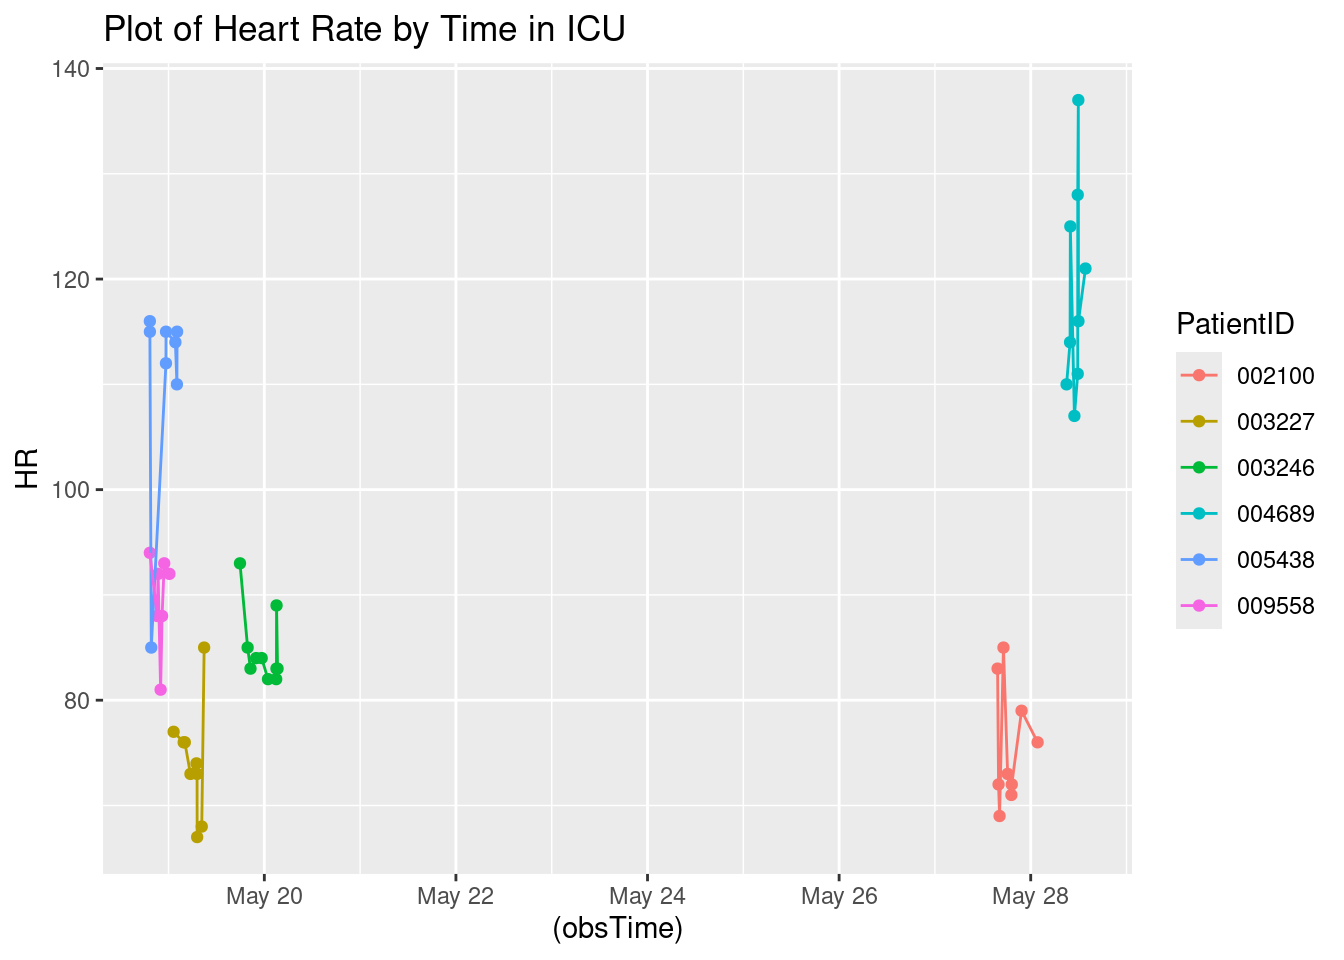 Plot of Heart Rate by Time in ICU
140
120
100
80
HR
May 20
May 22
May 24
May 26
May 28
(obsTime)
PatientID
002100
003227
003246
004689
005438
009558